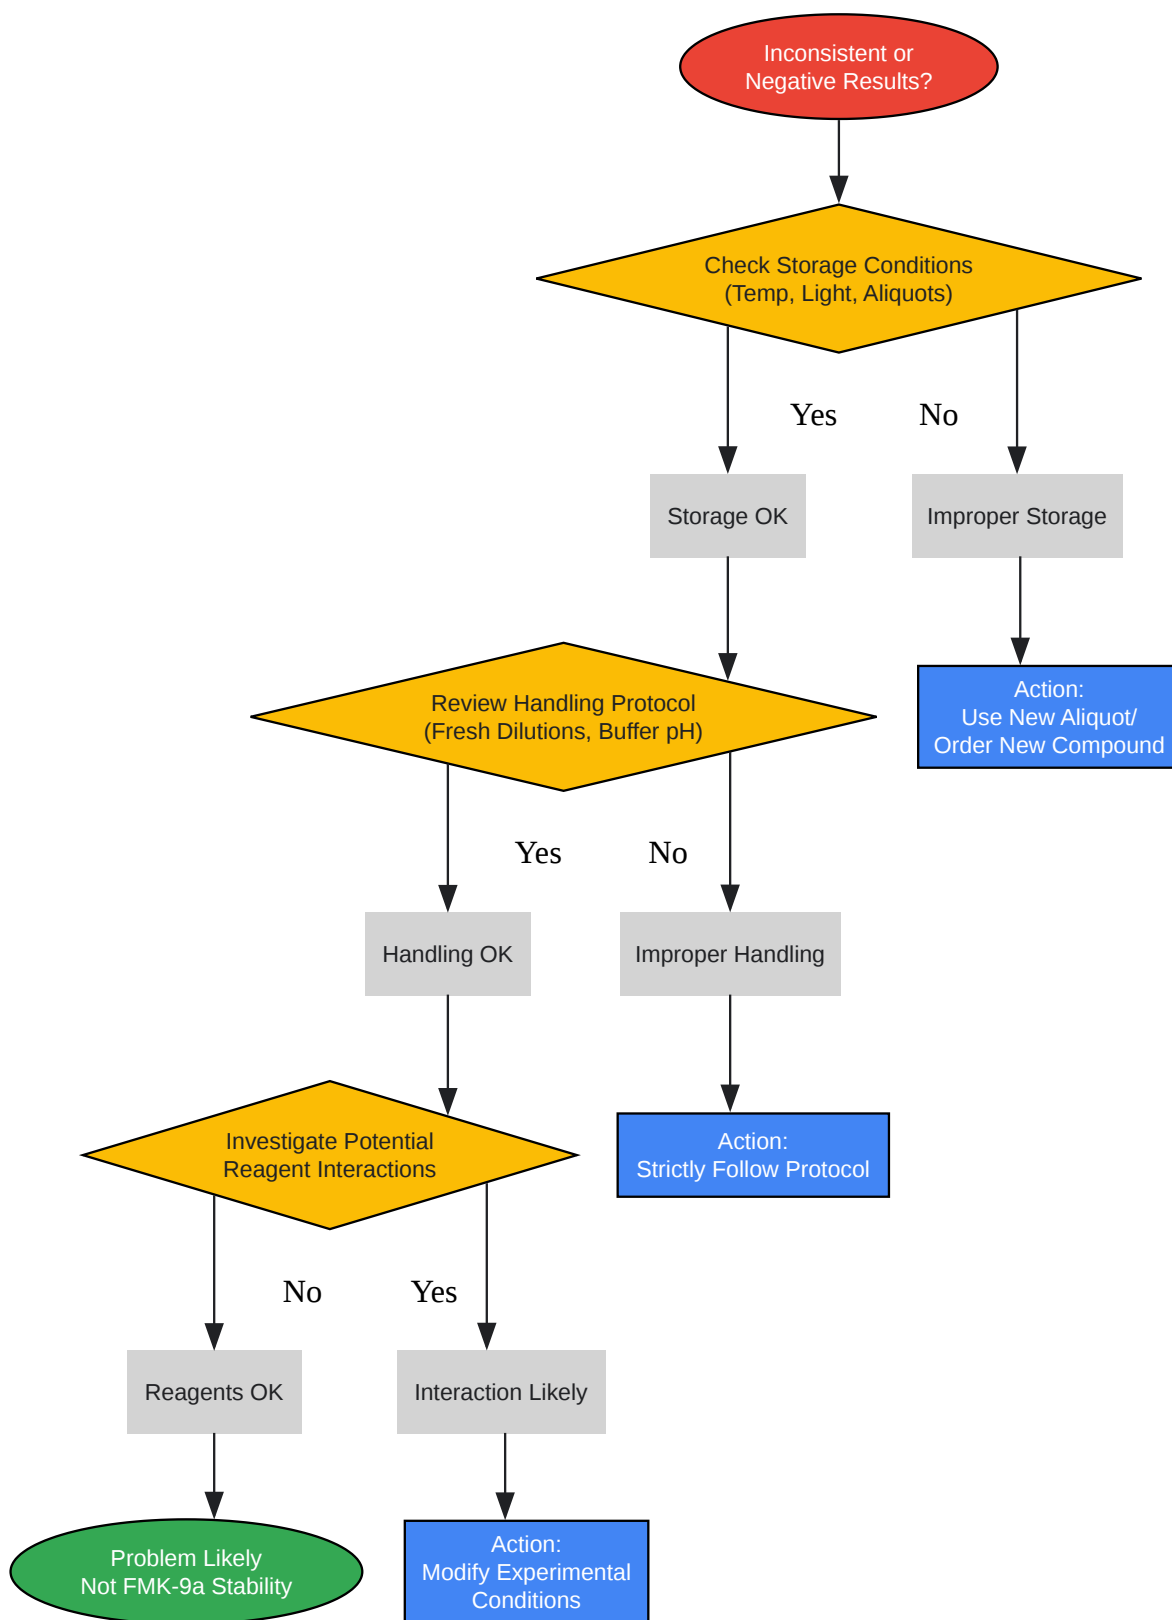 Inconsistent or
Negative Results?
Check Storage Conditions
(Temp, Light, Aliquots)
Yes
No
Storage OK
Improper Storage
Action:
Use New Aliquot/
Order New Compound
Review Handling Protocol
(Fresh Dilutions, Buffer pH)
Yes
No
Handling OK
Improper Handling
Action:
Strictly Follow Protocol
Investigate Potential
Reagent Interactions
No
Yes
Reagents OK
Interaction Likely
Problem Likely
Not FMK-9a Stability
Action:
Modify Experimental
Conditions